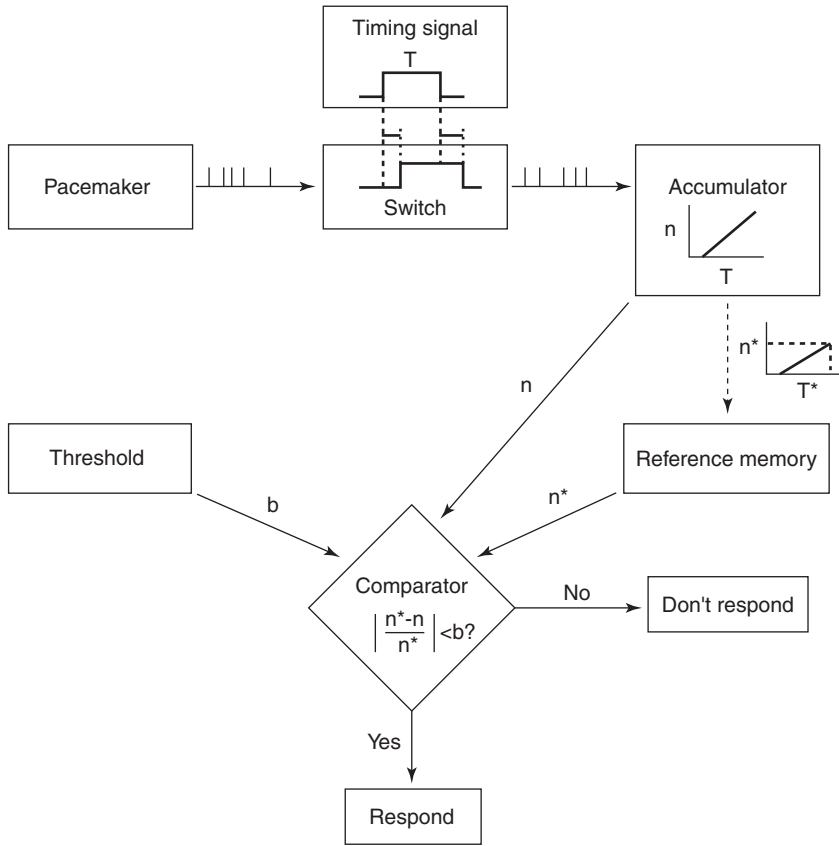 Timing signal
T
Pacemaker
Switch
Accumulator
n
T
n*
T*
n
Threshold
Reference memory
b
n*
Comparator
| n*-n / n* | <b?
No
Don't respond
Yes
Respond